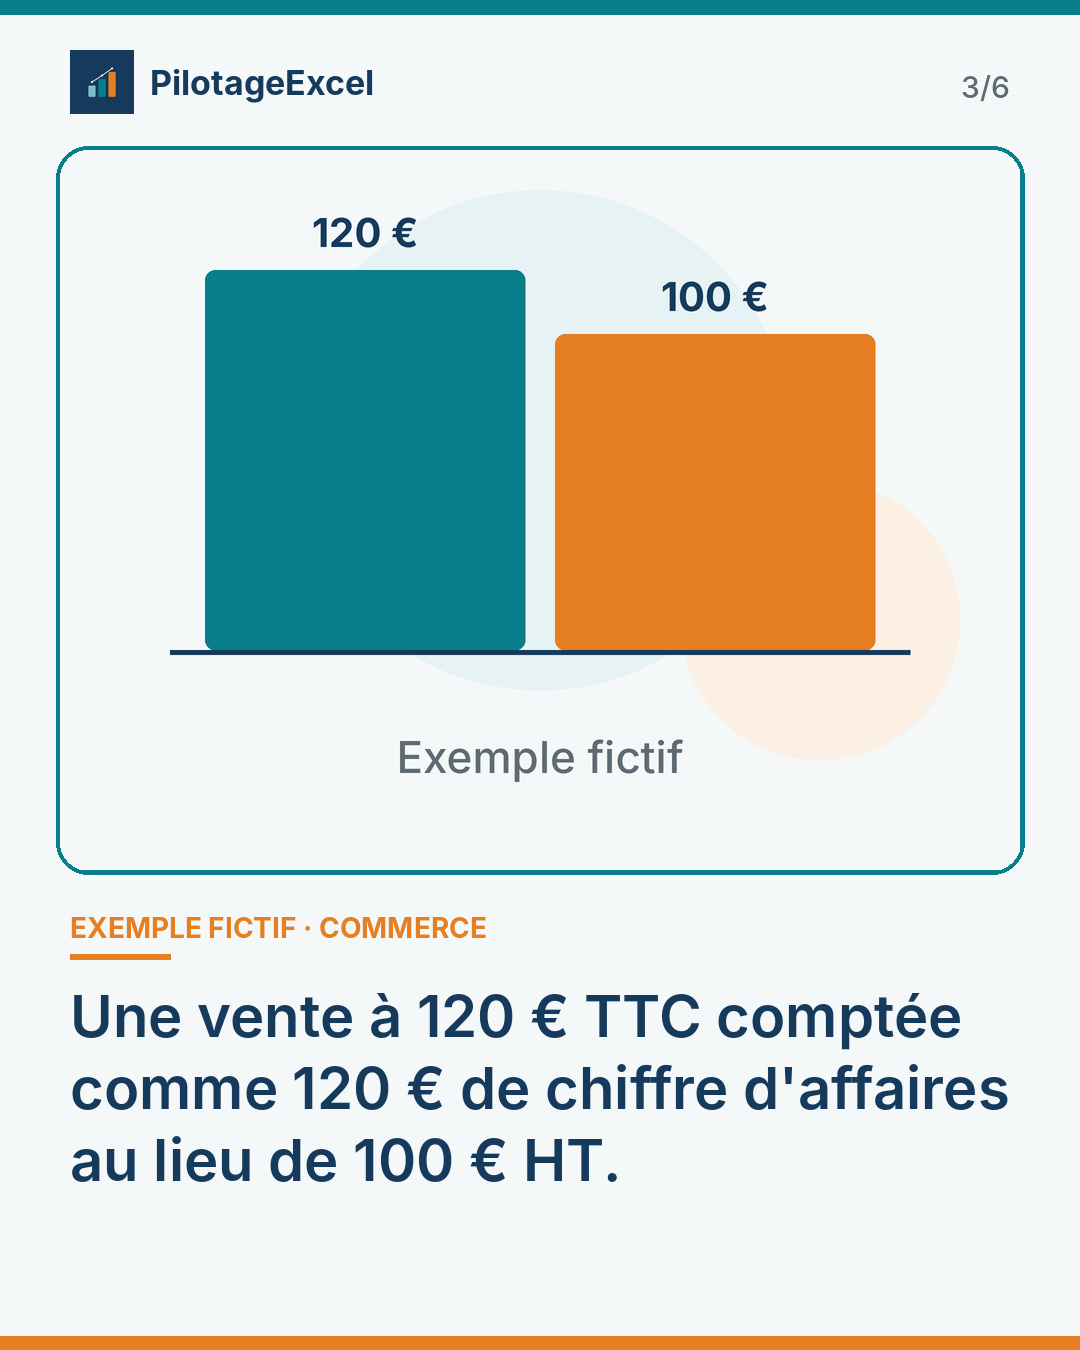 PilotageExcel
3/6
120 €
100 €
Exemple fictif
EXEMPLE FICTIF · COMMERCE
Une vente à 120 € TTC comptée
comme 120 € de chiffre d'affaires
au lieu de 100 € HT.